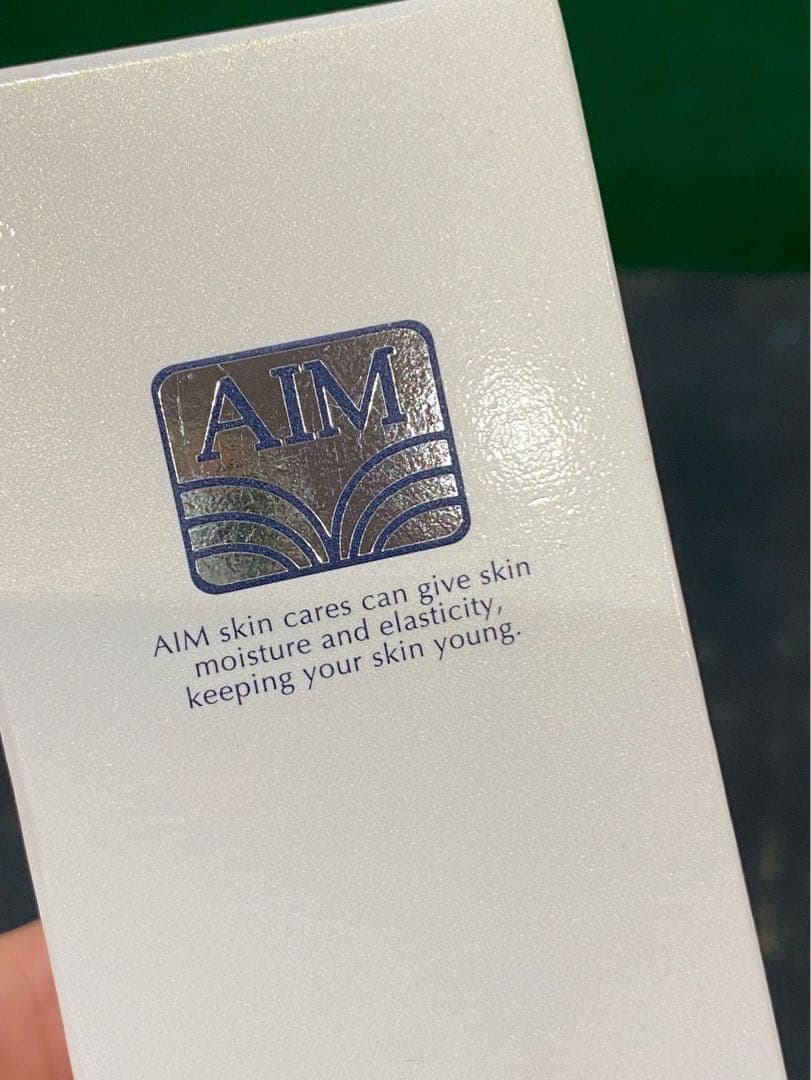 AIM
AIM skin cares can give skin
moisture and elasticity,
keeping your skin young.